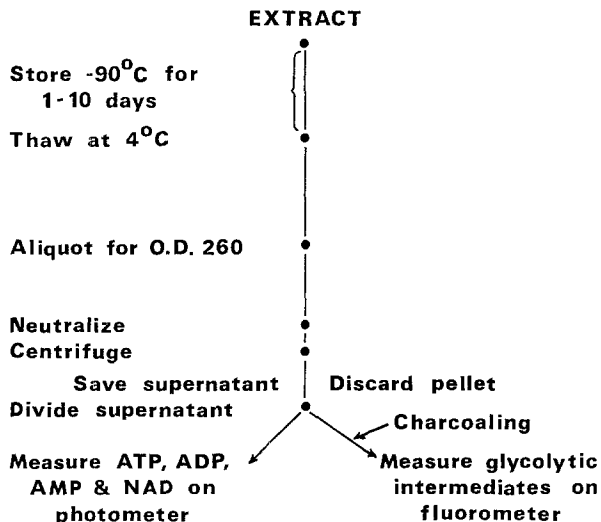 EXTRACT
Store -90°C for
1-10 days
Thaw at 4°C
Aliquot for O.D. 260
Neutralize
Centrifuge
Save supernatant
Discard pellet
Divide supernatant
Charcoaling
Measure ATP, ADP,
AMP & NAD on
photometer
Measure glycolytic
intermediates on
fluorometer